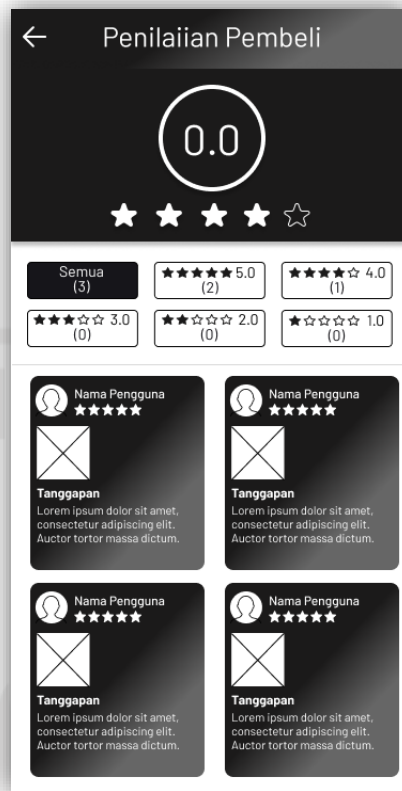 Penilaiian Pembeli
0.0
Semua
(3)
5.0
(2)
4.0
(1)
3.0
(0)
2.0
(0)
1.0
(0)
Nama Pengguna
Tanggapan
Lorem ipsum dolor sit amet,
consectetur adipiscing elit.
Auctor tortor massa dictum.
Nama Pengguna
Tanggapan
Lorem ipsum dolor sit amet,
consectetur adipiscing elit.
Auctor tortor massa dictum.
Nama Pengguna
Tanggapan
Lorem ipsum dolor sit amet,
consectetur adipiscing elit.
Auctor tortor massa dictum.
Nama Pengguna
Tanggapan
Lorem ipsum dolor sit amet,
consectetur adipiscing elit.
Auctor tortor massa dictum.